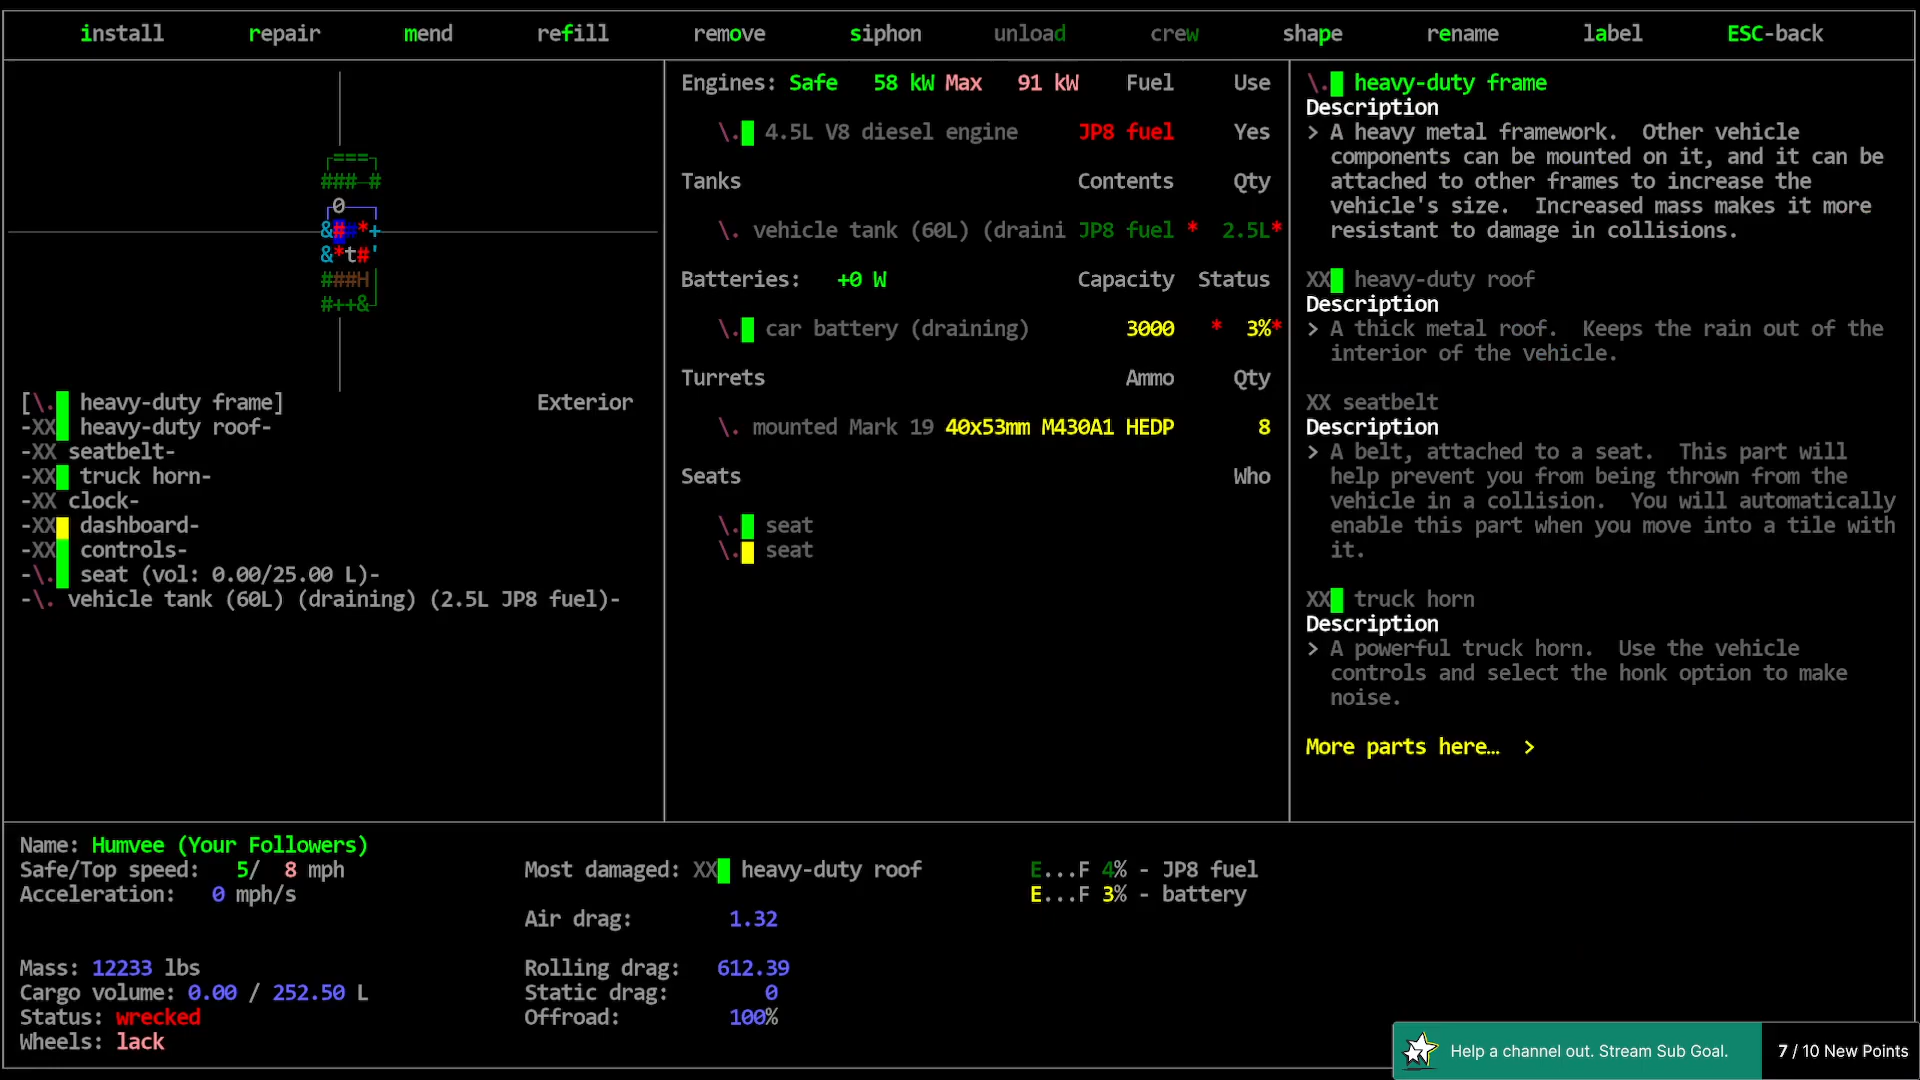 install repair mend refill remove siphon unload crew shape rename label ESC-back
┌===┐
###—#
0
&# *+
&*t#'
####H
#++&
[\. heavy-duty frame] Exterior
-XX heavy-duty roof-
-XX seatbelt-
-XX truck horn-
-XX clock-
-XX dashboard-
-XX controls-
-\. seat (vol: 0.00/25.00 L)-
-\. vehicle tank (60L) (draining) (2.5L JP8 fuel)-
Engines: Safe 58 kW Max 91 kW Fuel Use
\. 4.5L V8 diesel engine JP8 fuel Yes
Tanks Contents Qty
\. vehicle tank (60L) (draini JP8 fuel * 2.5L*
Batteries: +0 W Capacity Status
\. car battery (draining) 3000 * 3%*
Turrets Ammo Qty
\. mounted Mark 19 40x53mm M430A1 HEDP 8
Seats Who
\. seat
\. seat
\. heavy-duty frame
Description
> A heavy metal framework. Other vehicle
components can be mounted on it, and it can be
attached to other frames to increase the
vehicle's size. Increased mass makes it more
resistant to damage in collisions.
XX heavy-duty roof
Description
> A thick metal roof. Keeps the rain out of the
interior of the vehicle.
XX seatbelt
Description
> A belt, attached to a seat. This part will
help prevent you from being thrown from the
vehicle in a collision. You will automatically
enable this part when you move into a tile with
it.
XX truck horn
Description
> A powerful truck horn. Use the vehicle
controls and select the honk option to make
noise.
More parts here… >
Name: Humvee (Your Followers)
Safe/Top speed: 5/ 8 mph
Acceleration: 0 mph/s
Mass: 12233 lbs
Cargo volume: 0.00 / 252.50 L
Status: wrecked
Wheels: lack
Most damaged: XX heavy-duty roof
Air drag: 1.32
Rolling drag: 612.39
Static drag: 0
Offroad: 100%
E...F 4% - JP8 fuel
E...F 3% - battery
Help a channel out. Stream Sub Goal. 7 / 10 New Points